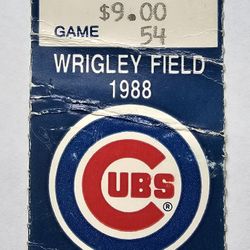 $9.00
GAME 54
WRIGLEY FIELD
1988
CUBS
®